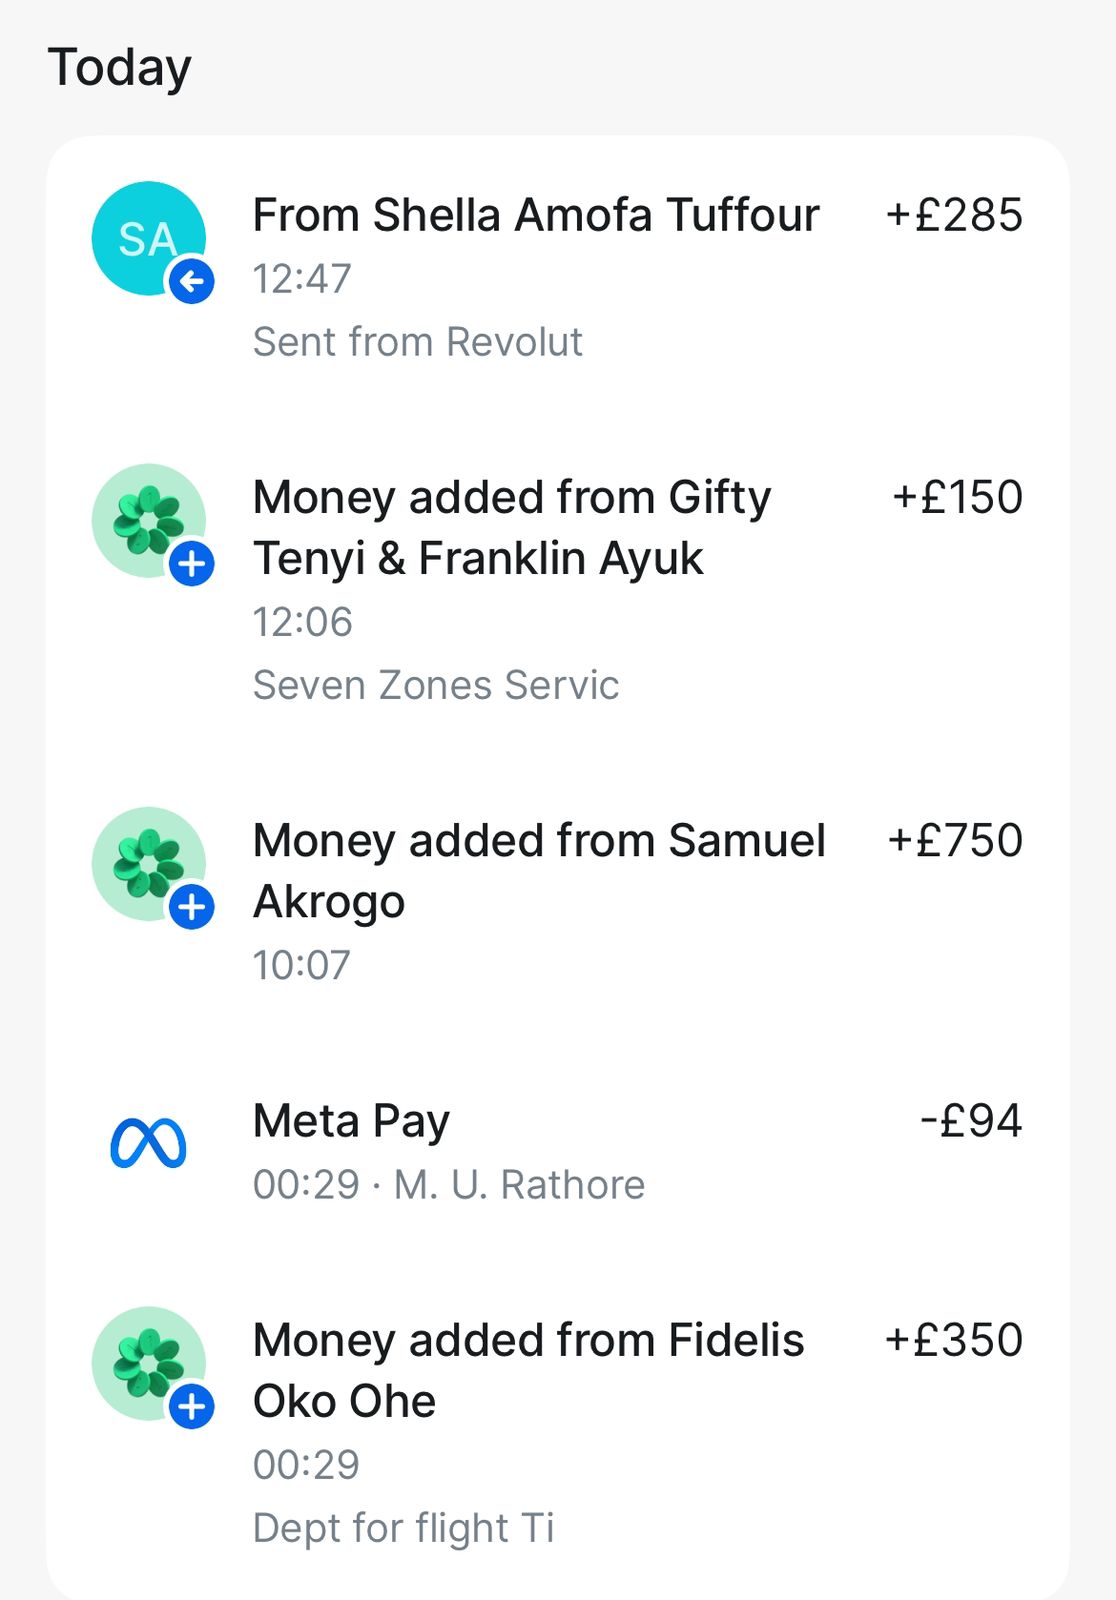 Today
SA
From Shella Amofa Tuffour +£285
12:47
Sent from Revolut
Money added from Gifty +£150
Tenyi & Franklin Ayuk
12:06
Seven Zones Servic
Money added from Samuel +£750
Akrogo
10:07
Meta Pay -£94
00:29 · M. U. Rathore
Money added from Fidelis +£350
Oko Ohe
00:29
Dept for flight Ti